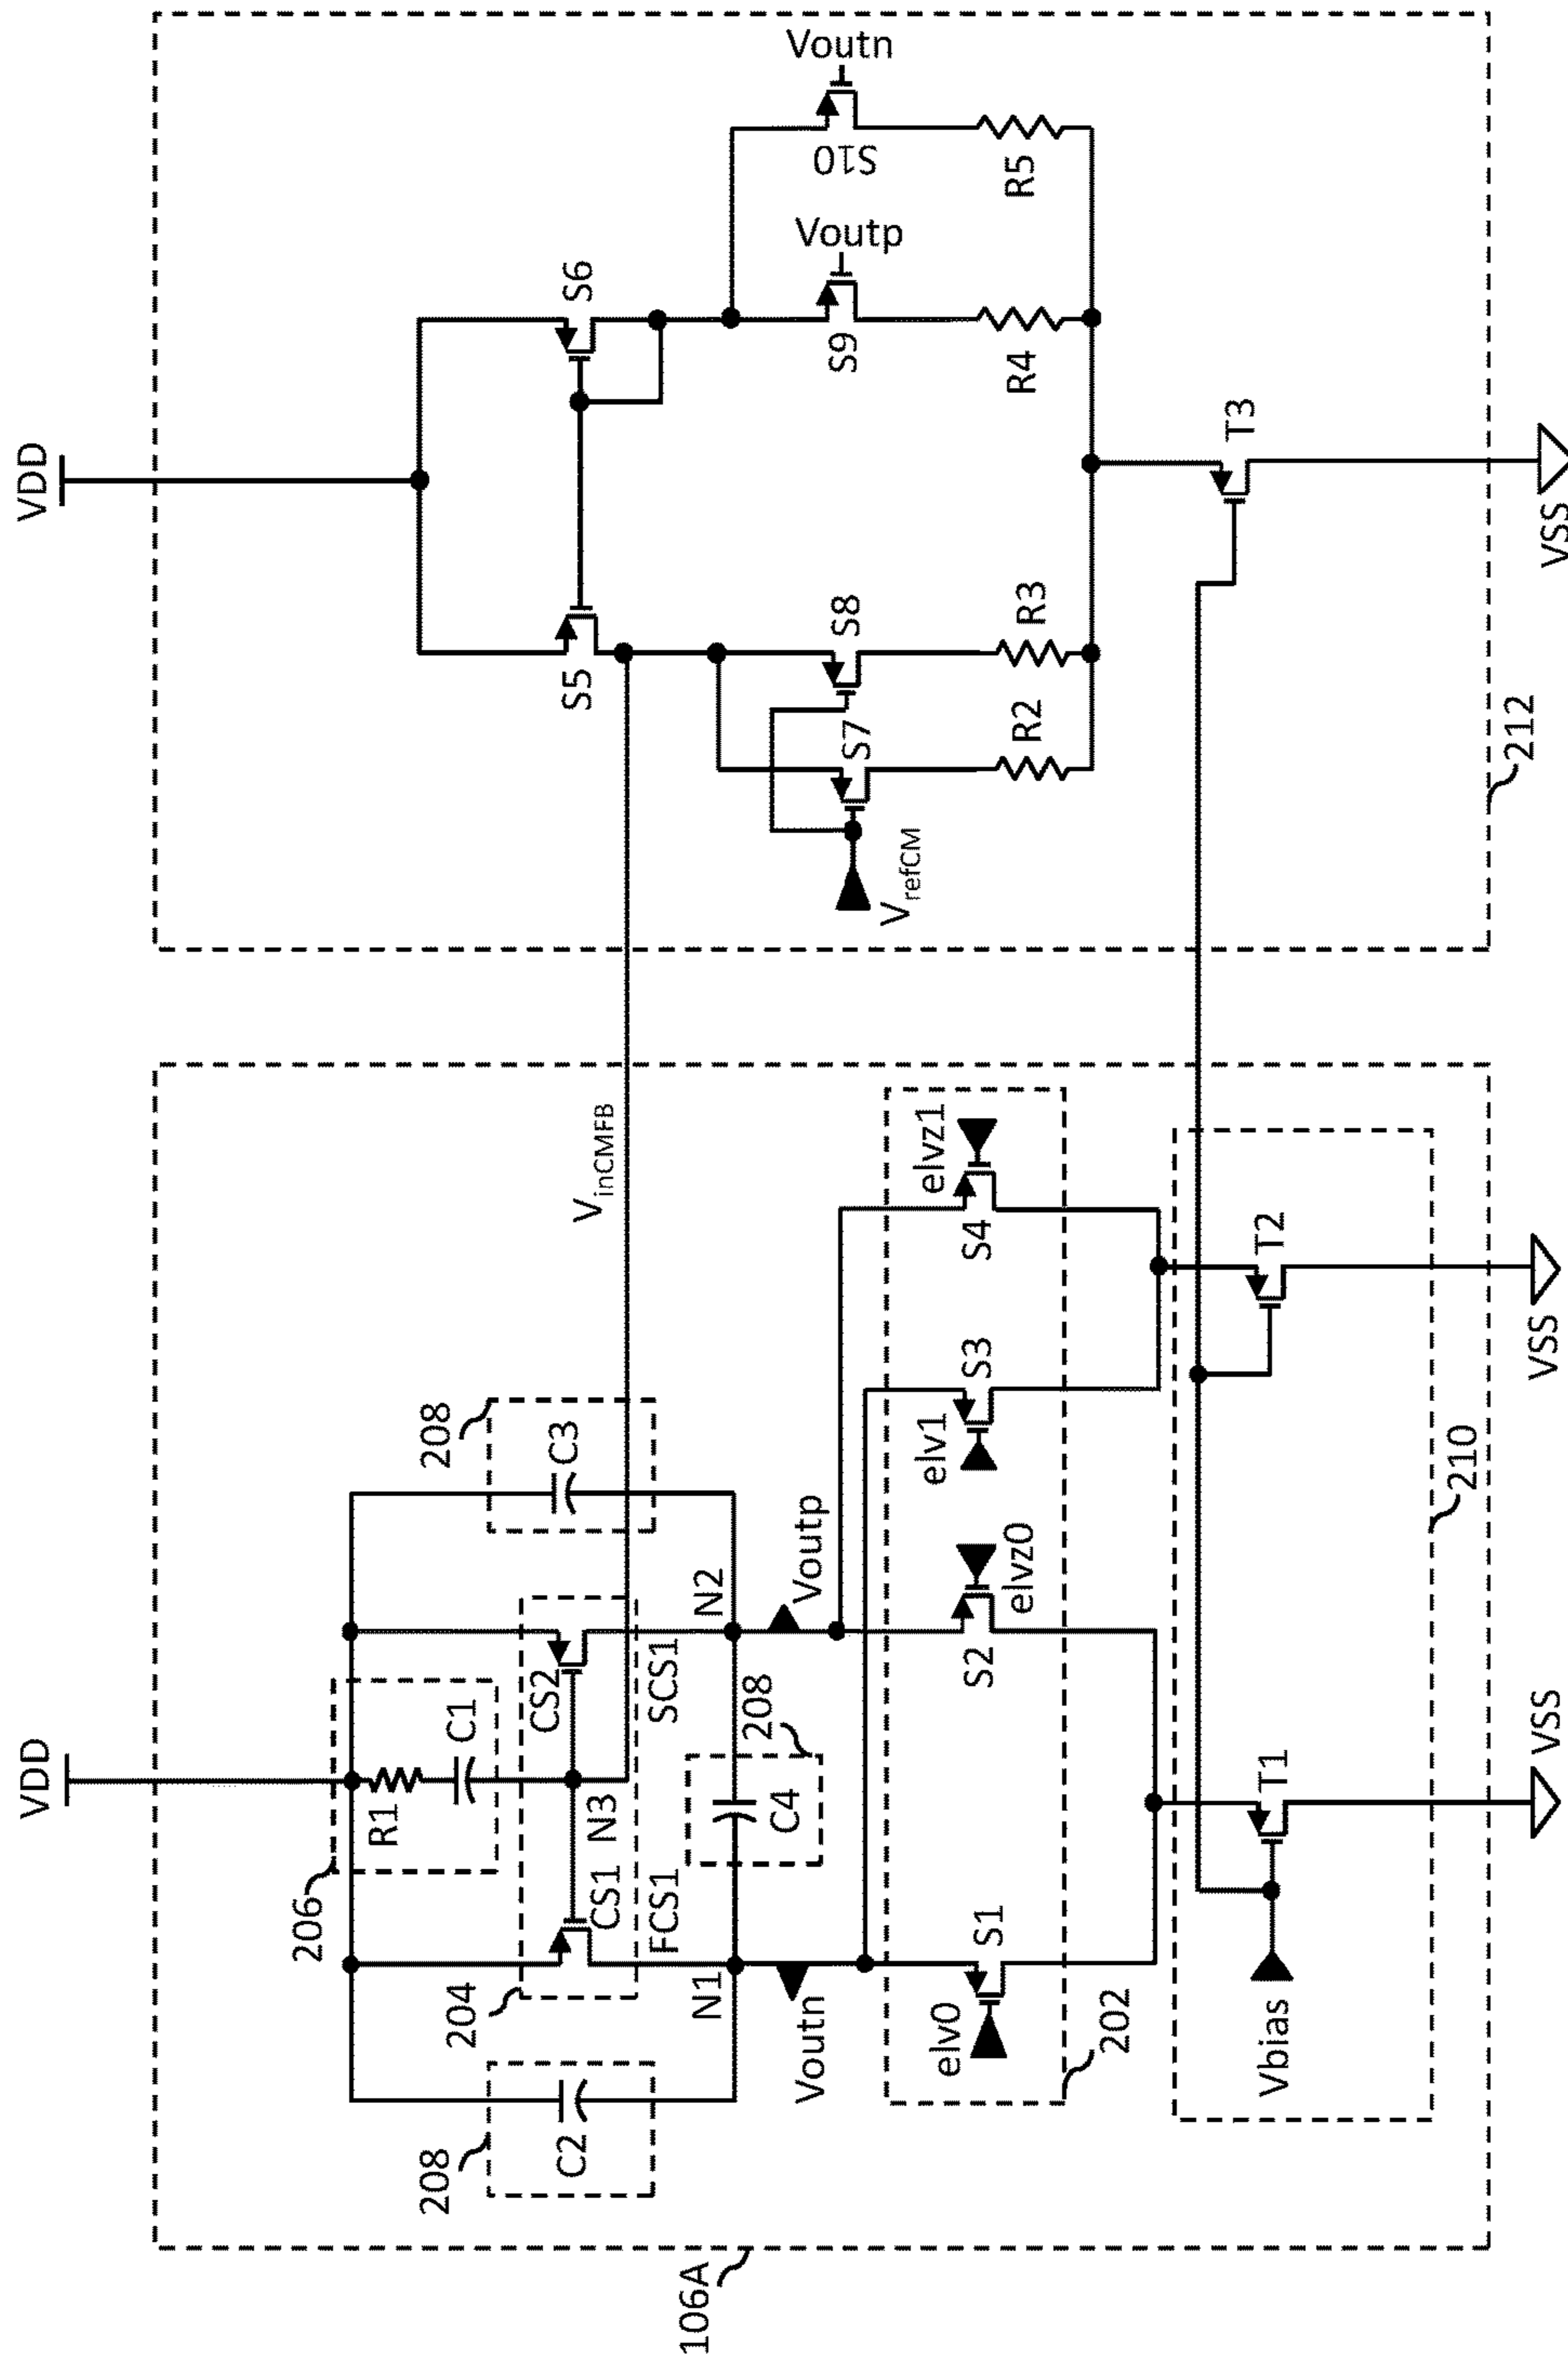 VDD
VDD
206
R1
C1
204
CS1
CS2
N3
FCS1
SCS1
208
C2
208
C3
208
C4
N1
N2
Voutn
Voutp
VinCMFB
elv0
S1
S2
elvz0
elv1
S3
S4
elvz1
202
Vbias
T1
T2
210
VSS
VSS
106A
S5
S6
VrefCM
S7
S8
S9
Voutp
S10
Voutn
R2
R3
R4
R5
T3
VSS
212